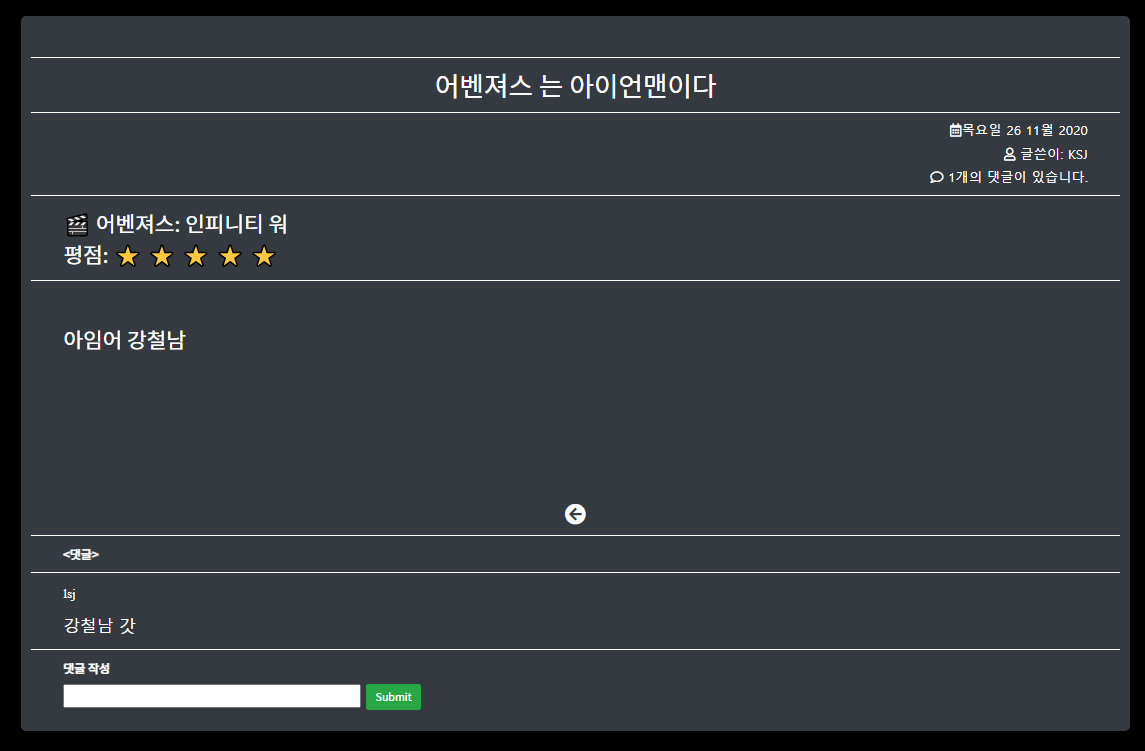 어벤져스 는 아이언맨이다
목요일 26 11월 2020
글쓴이: KSJ
1개의 댓글이 있습니다.
어벤져스: 인피니티 워
평점:
아임어 강철남
<댓글>
lsj
강철남 갓
댓글 작성
Submit